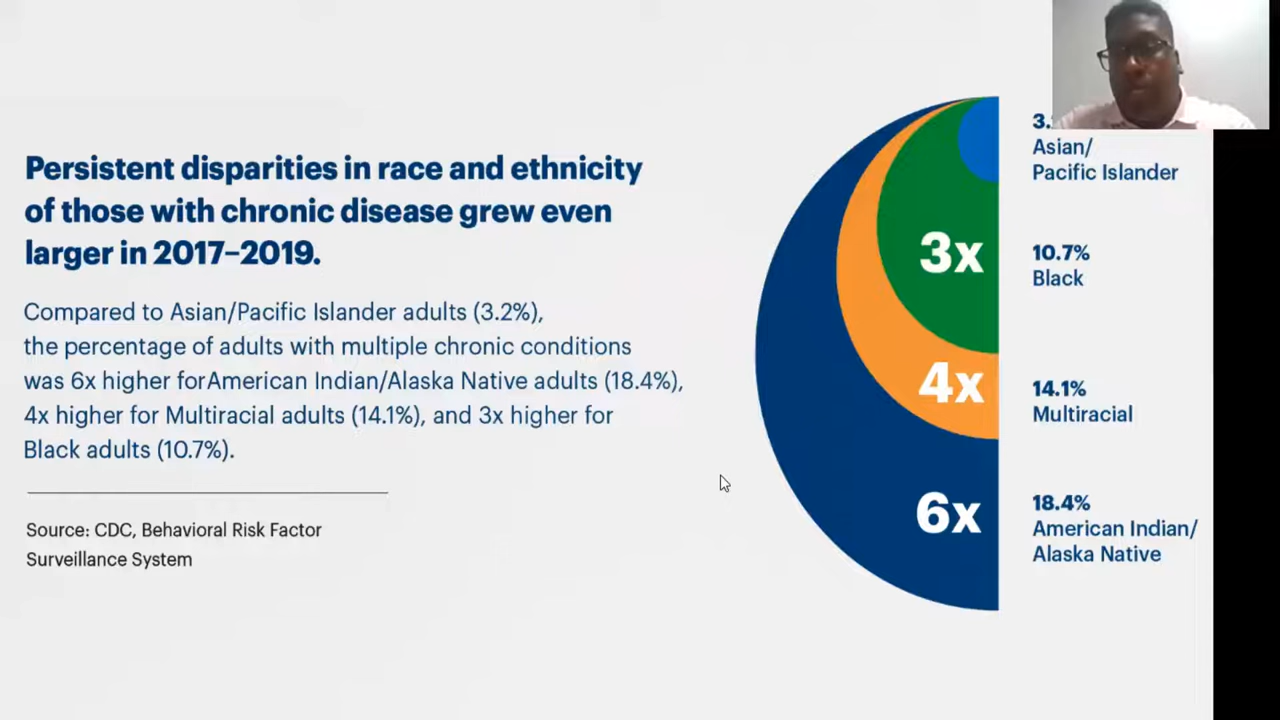 Persistent disparities in race and ethnicity
of those with chronic disease grew even
larger in 2017–2019.
Compared to Asian/Pacific Islander adults (3.2%),
the percentage of adults with multiple chronic conditions
was 6x higher forAmerican Indian/Alaska Native adults (18.4%),
4x higher for Multiracial adults (14.1%), and 3x higher for
Black adults (10.7%).
Source: CDC, Behavioral Risk Factor
Surveillance System
3x
4x
6x
Asian/
Pacific Islander
10.7%
Black
14.1%
Multiracial
18.4%
American Indian/
Alaska Native